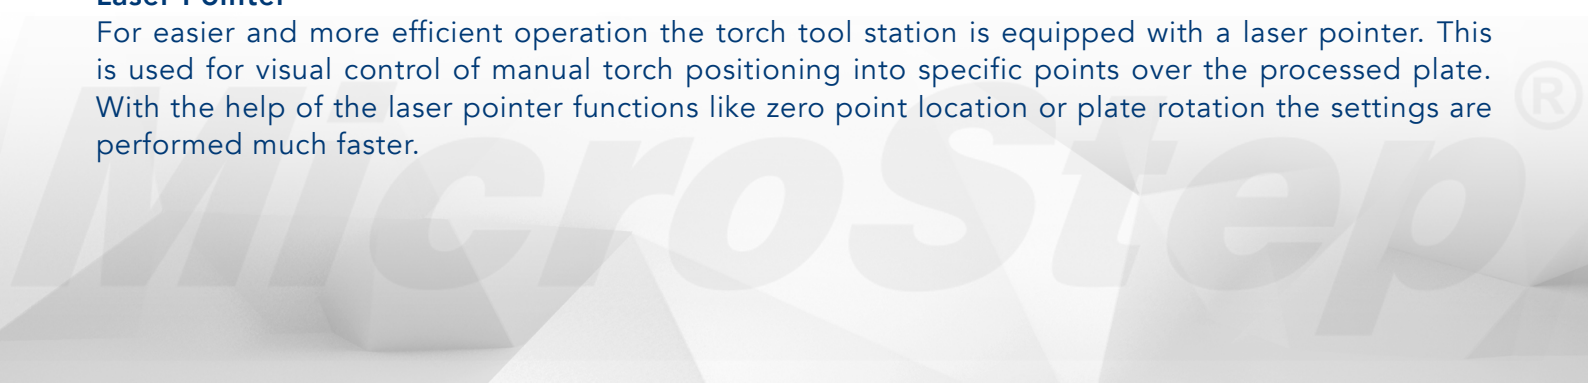 Laser Pointer
For easier and more efficient operation the torch tool station is equipped with a laser pointer. This
is used for visual control of manual torch positioning into specific points over the processed plate.
With the help of the laser pointer functions like zero point location or plate rotation the settings are
performed much faster.
MicroStep®